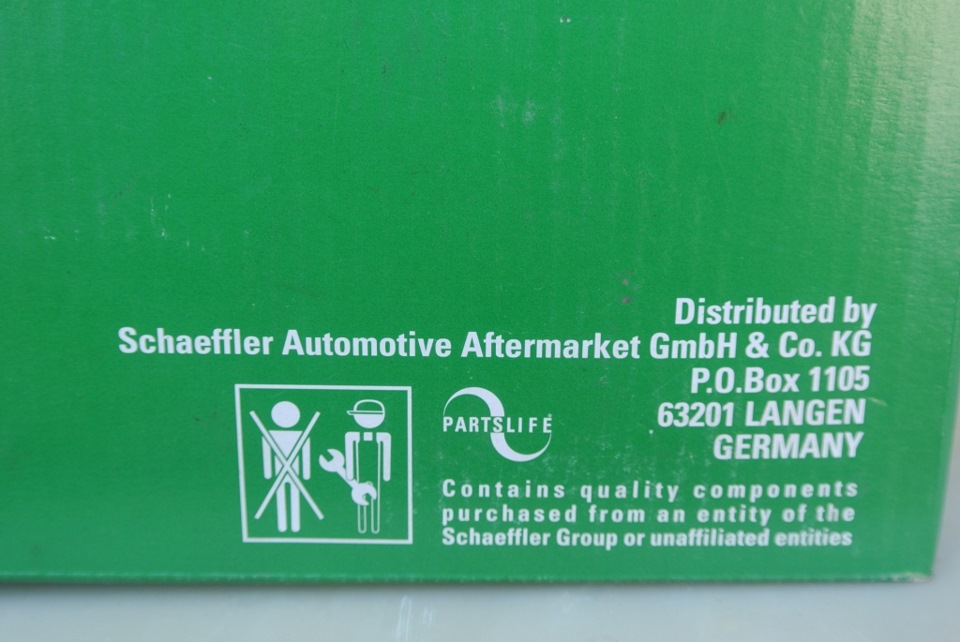 Distributed by
Schaeffler Automotive Aftermarket GmbH & Co. KG
P.O.Box 1105
63201 LANGEN
GERMANY
PARTSLIFE®
Contains quality components
purchased from an entity of the
Schaeffler Group or unaffiliated entities